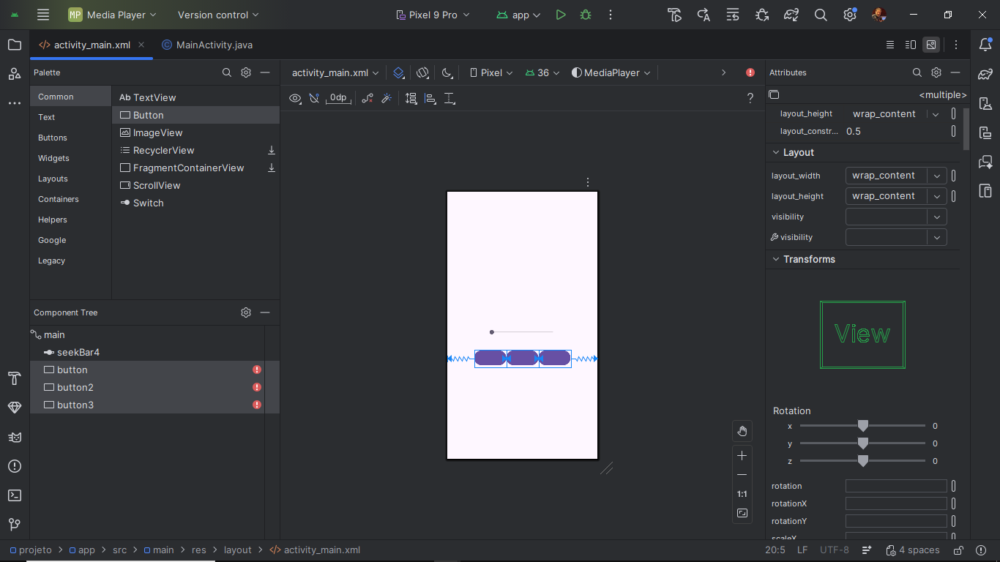 MP Media Player
Version control
Pixel 9 Pro
app
activity_main.xml
MainActivity.java
Palette
Common
Text
Buttons
Widgets
Layouts
Containers
Helpers
Google
Legacy
Ab TextView
Button
ImageView
RecyclerView
FragmentContainerView
ScrollView
Switch
Component Tree
main
seekBar4
button
button2
button3
activity_main.xml
Pixel
36
MediaPlayer
0dp
?
1:1
Attributes
<multiple>
layout_height wrap_content
layout_constr... 0.5
Layout
layout_width wrap_content
layout_height wrap_content
visibility
visibility
Transforms
View
Rotation
x 0
y 0
z 0
rotation
rotationX
rotationY
scaleX
projeto > app > src > main > res > layout > activity_main.xml
20:5 LF UTF-8 4 spaces